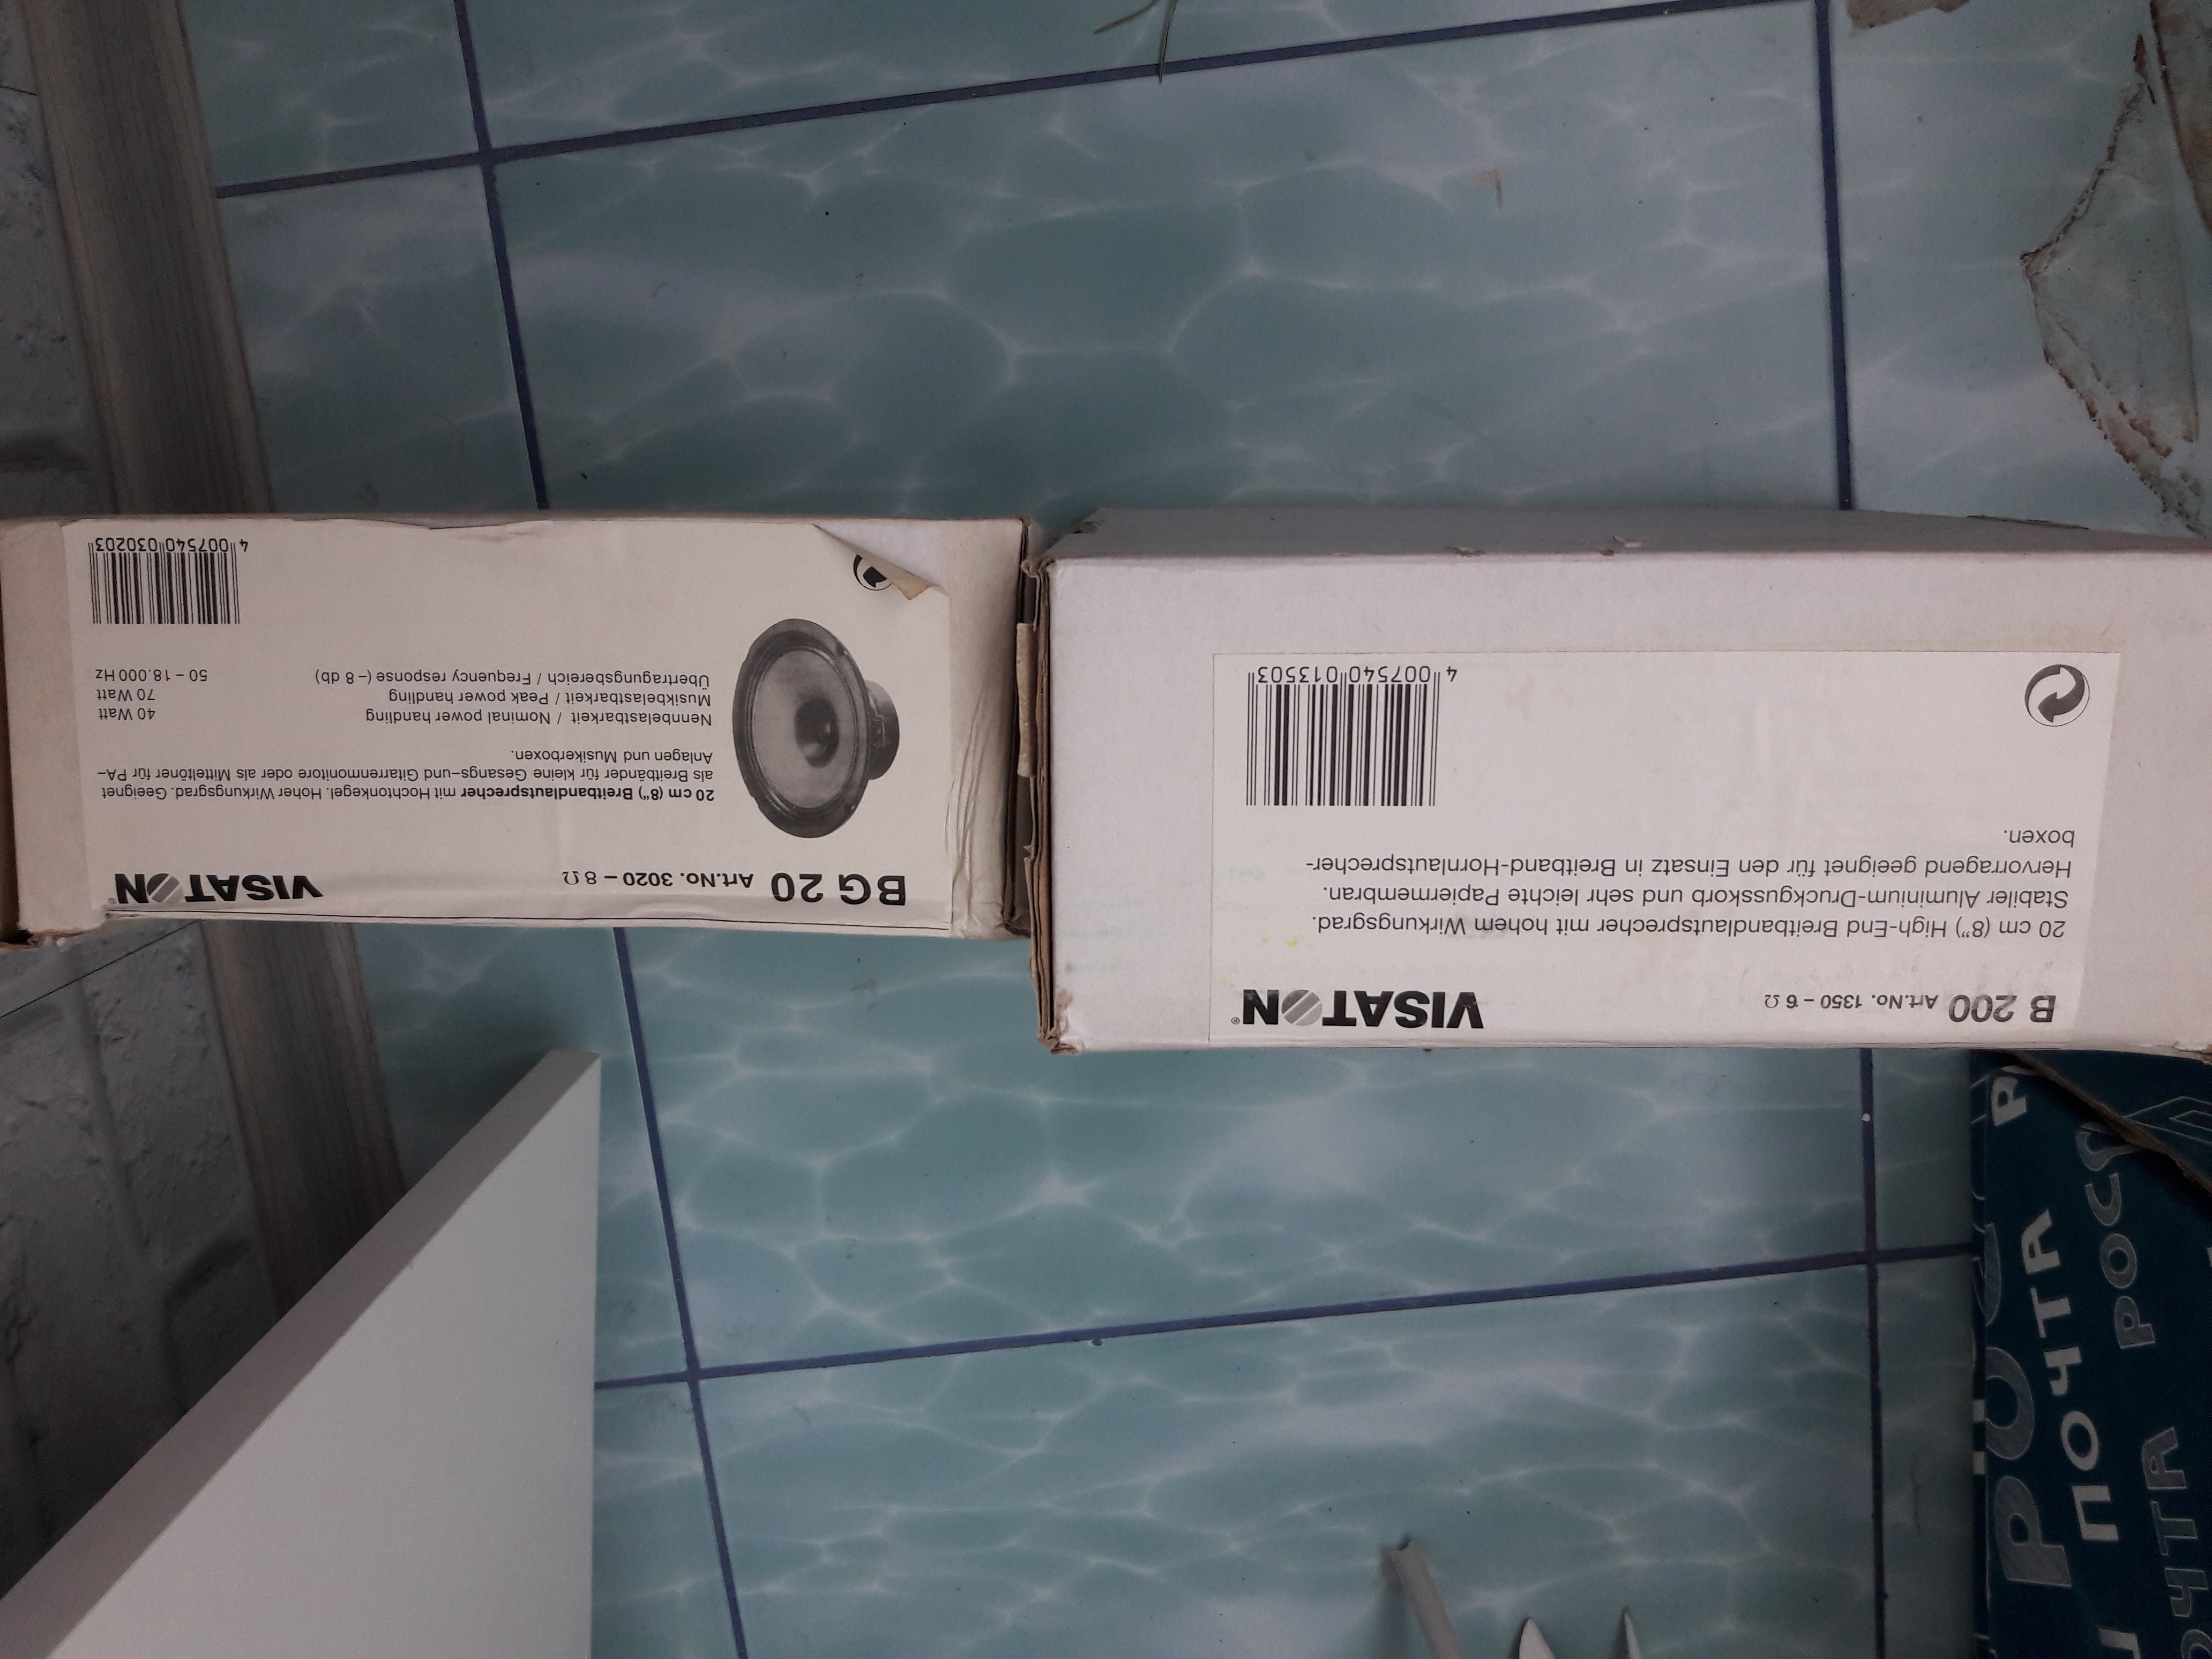 BG 20 Art.No. 3020 – 8 Ω VISATON®
20 cm (8") Breitbandlautsprecher mit Hochtonkegel. Hoher Wirkungsgrad. Geeignet
als Breitbänder für kleine Gesangs–und Gitarrenmonitore oder als Mitteltöner für PA–
Anlagen und Musikerboxen.
Nennbelastbarkeit / Nominal power handling 40 Watt
Musikbelastbarkeit / Peak power handling 70 Watt
Übertragungsbereich / Frequency response (– 8 db) 50 – 18.000 Hz
4 007540 030203
B 200 Art.No. 1350 – 6 Ω VISATON®
20 cm (8") High-End Breitbandlautsprecher mit hohem Wirkungsgrad.
Stabiler Aluminium-Druckgusskorb und sehr leichte Papiermembran.
Hervorragend geeignet für den Einsatz in Breitband-Hornlautsprecher-
boxen.
4 007540 013503
ПОЧТА
РОС